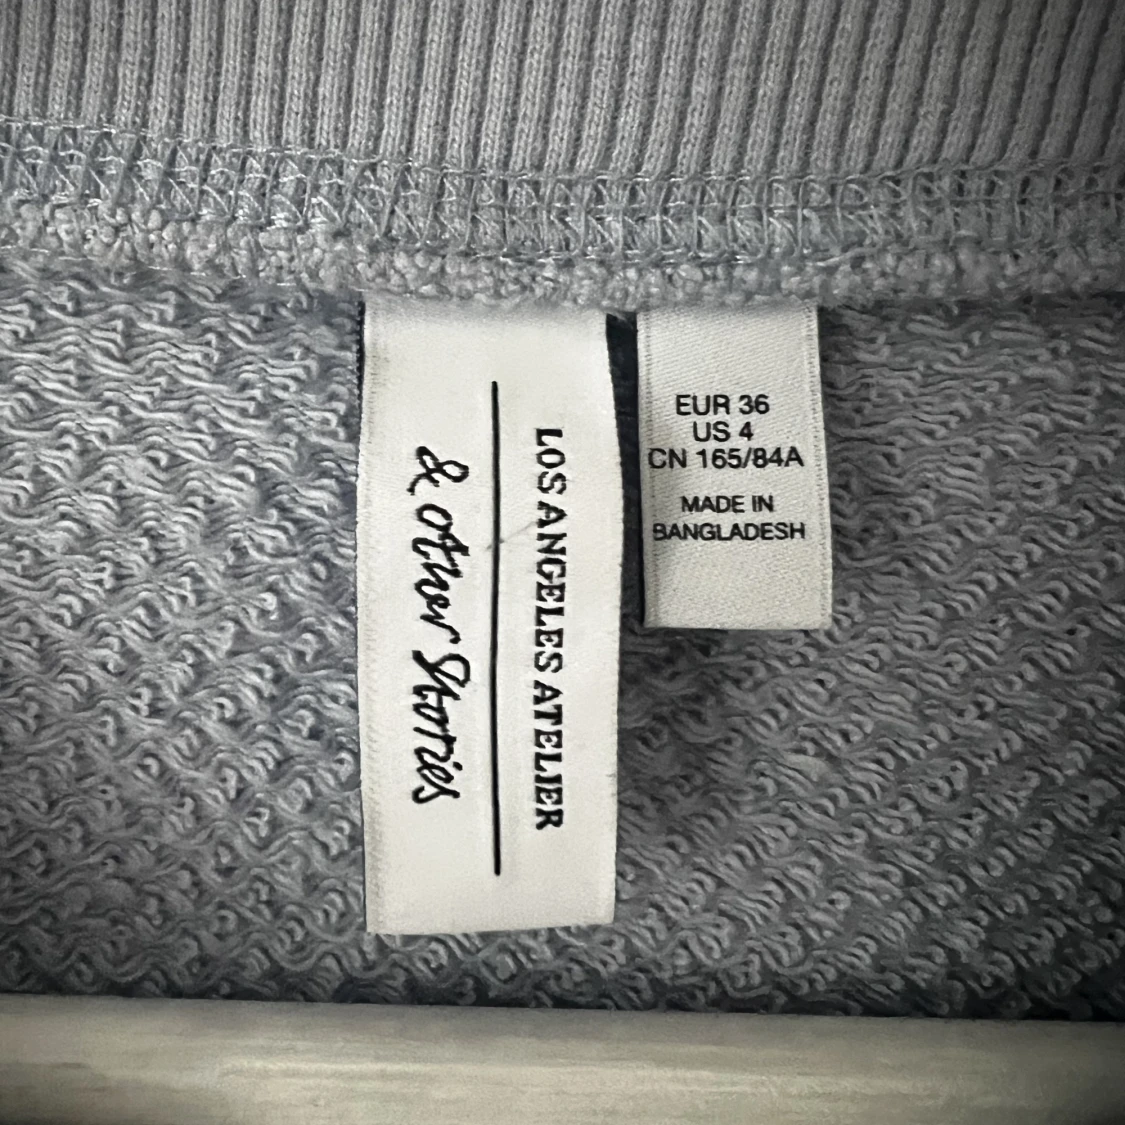 LOS ANGELES ATELIER
& other Stories
EUR 36
US 4
CN 165/84A
MADE IN
BANGLADESH